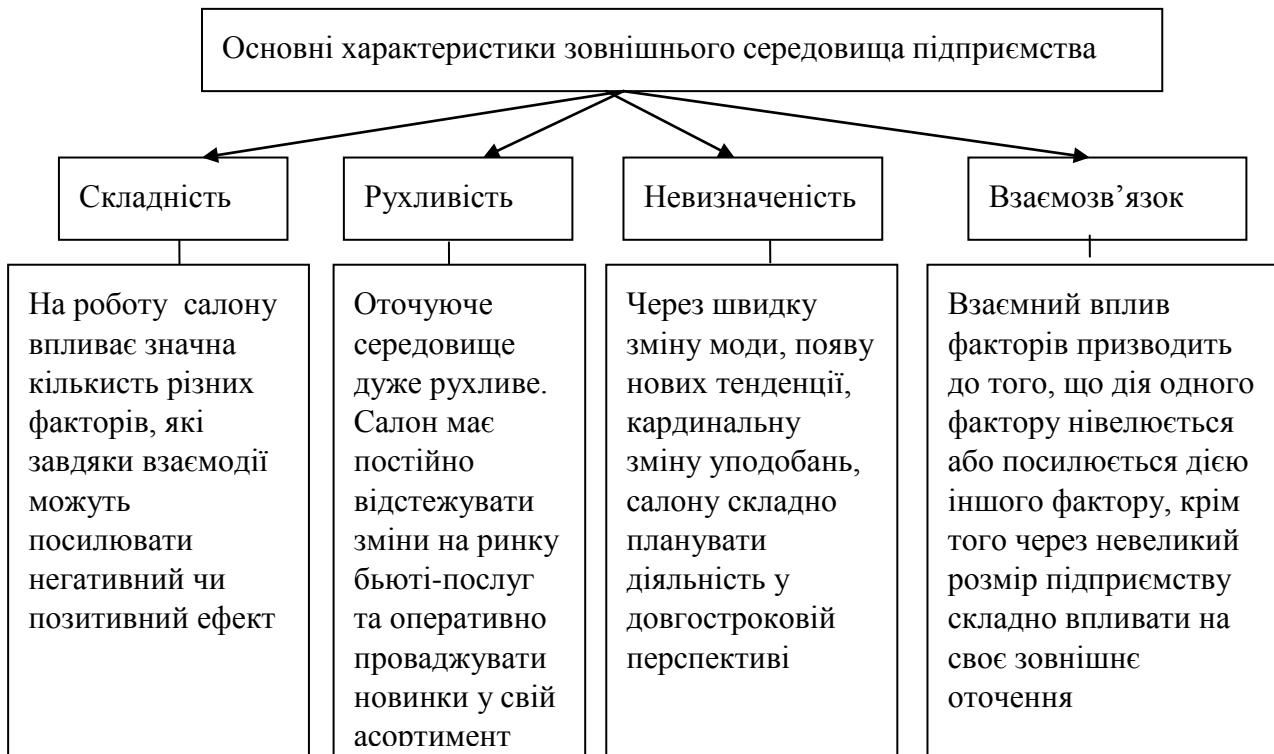 Основні характеристики зовнішнього середовища підприємства
Складність
Рухливість
Невизначеність
Взаємозв’язок
На роботу салону
впливає значна
кількисть різних
факторів, які
завдяки взаємодії
можуть
посилювати
негативний чи
позитивний ефект
Оточуюче
середовище
дуже рухливе.
Салон має
постійно
відстежувати
зміни на ринку
бьюті-послуг
та оперативно
проваджувати
новинки у свій
асортимент
Через швидку
зміну моди, появу
нових тенденції,
кардинальну
зміну уподобань,
салону складно
планувати
діяльність у
довгостроковій
перспективі
Взаємний вплив
факторів призводить
до того, що дія одного
фактору нівелюється
або посилюється дією
іншого фактору, крім
того через невеликий
розмір підприємству
складно впливати на
своє зовнішнє
оточення